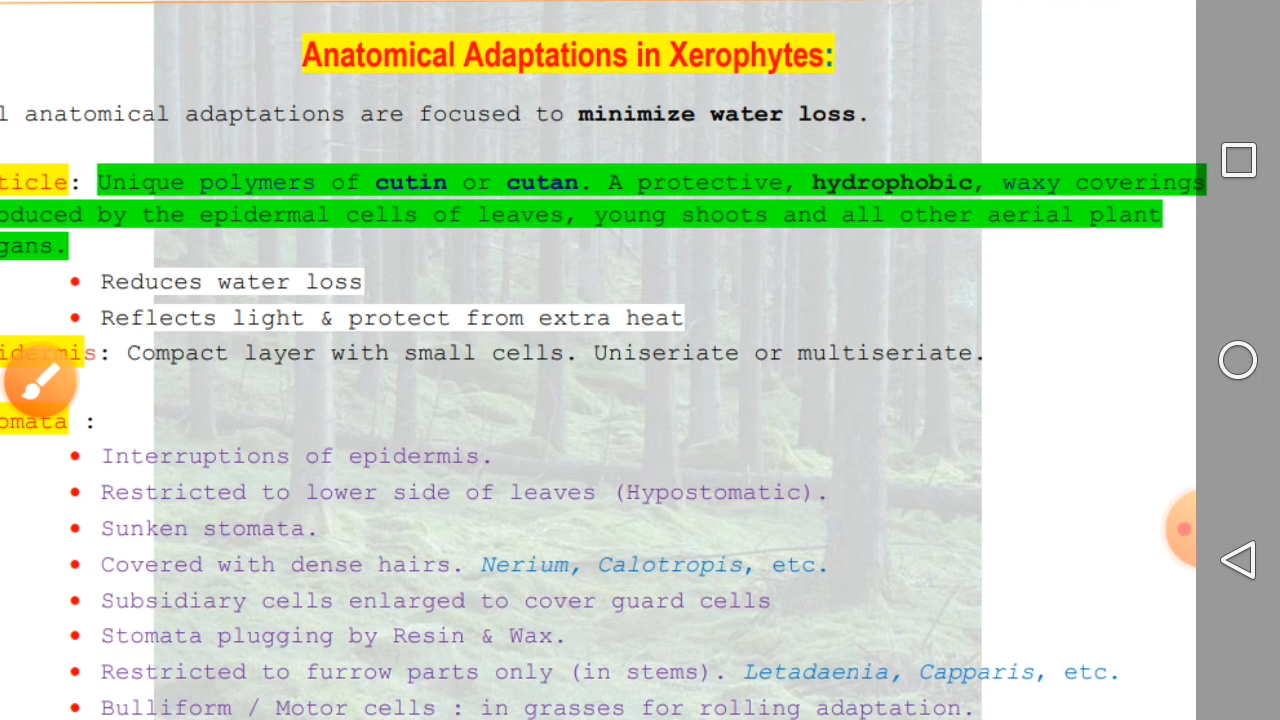 Anatomical Adaptations in Xerophytes:
l anatomical adaptations are focused to minimize water loss.
ticle: Unique polymers of cutin or cutan. A protective, hydrophobic, waxy coverings
oduced by the epidermal cells of leaves, young shoots and all other aerial plant
gans.
• Reduces water loss
• Reflects light & protect from extra heat
idermis: Compact layer with small cells. Uniseriate or multiseriate.
omata :
• Interruptions of epidermis.
• Restricted to lower side of leaves (Hypostomatic).
• Sunken stomata.
• Covered with dense hairs. Nerium, Calotropis, etc.
• Subsidiary cells enlarged to cover guard cells
• Stomata plugging by Resin & Wax.
• Restricted to furrow parts only (in stems). Letadaenia, Capparis, etc.
• Bulliform / Motor cells : in grasses for rolling adaptation.